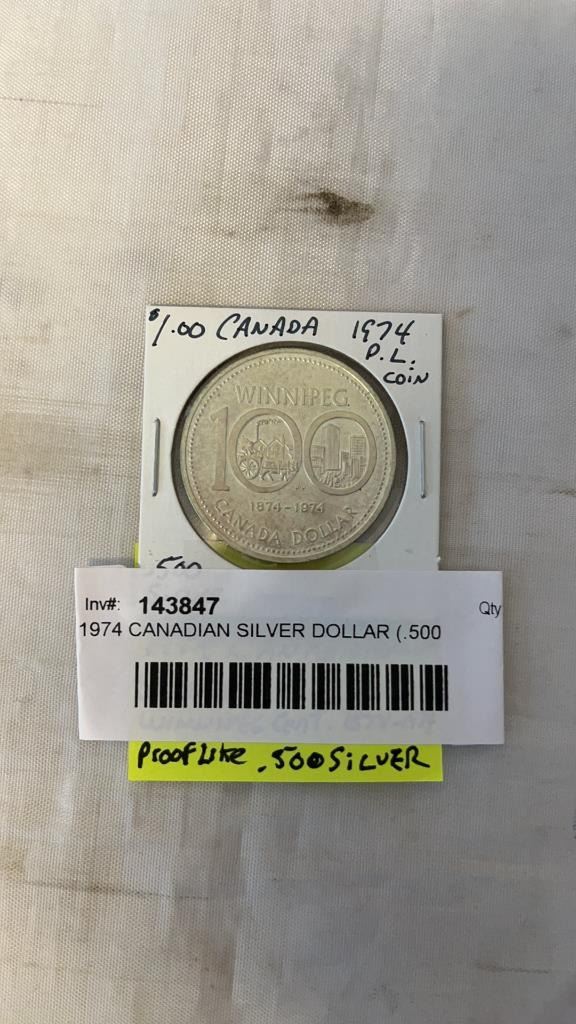 $1.00 CANADA 1974
P.L.
COIN
WINNIPEG
100
1874-1974
CANADA DOLLAR
.500
Inv#: 143847 Qty
1974 CANADIAN SILVER DOLLAR (.500
Proof Like .500 SILVER